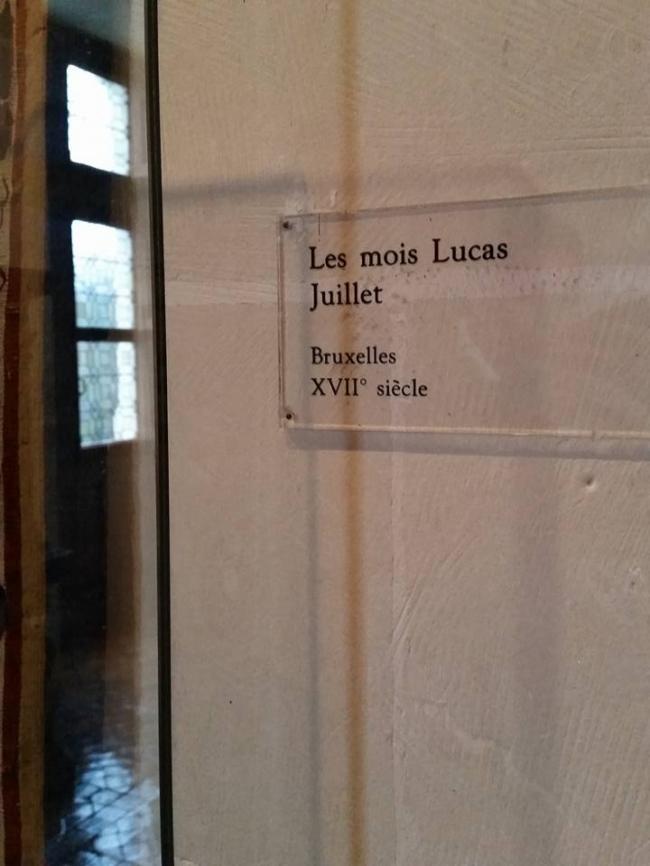 Les mois Lucas
Juillet
Bruxelles
XVII° siècle